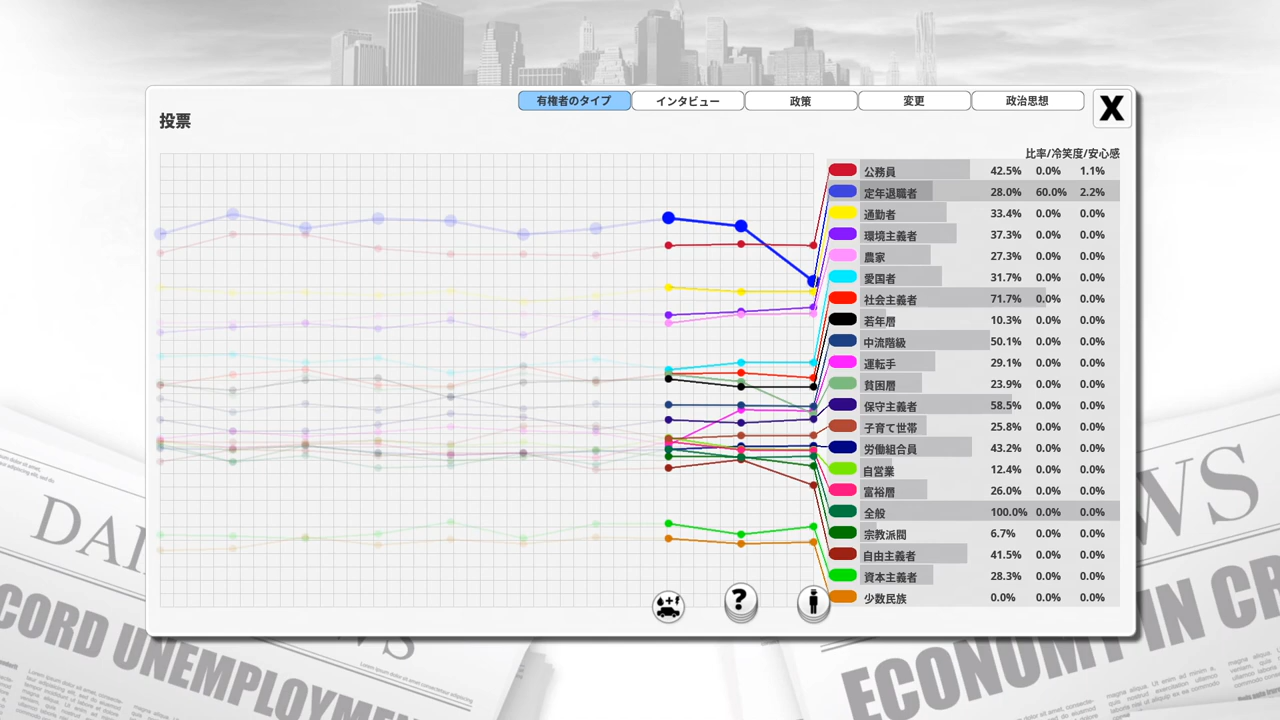 有権者のタイプ インタビュー 政策 変更 政治思想 X
投票
比率/冷笑度/安心感
公務員 42.5% 0.0% 1.1%
定年退職者 28.0% 60.0% 2.2%
通勤者 33.4% 0.0% 0.0%
環境主義者 37.3% 0.0% 0.0%
農家 27.3% 0.0% 0.0%
愛国者 31.7% 0.0% 0.0%
社会主義者 71.7% 0.0% 0.0%
若年層 10.3% 0.0% 0.0%
中流階級 50.1% 0.0% 0.0%
運転手 29.1% 0.0% 0.0%
貧困層 23.9% 0.0% 0.0%
保守主義者 58.5% 0.0% 0.0%
子育て世帯 25.8% 0.0% 0.0%
労働組合員 43.2% 0.0% 0.0%
自営業 12.4% 0.0% 0.0%
富裕層 26.0% 0.0% 0.0%
全般 100.0% 0.0% 0.0%
宗教派閥 6.7% 0.0% 0.0%
自由主義者 41.5% 0.0% 0.0%
資本主義者 28.3% 0.0% 0.0%
少数民族 0.0% 0.0% 0.0%
?
DAI
WS
NEWS
CORD UNEMPLOYME
ECONOMY IN CR